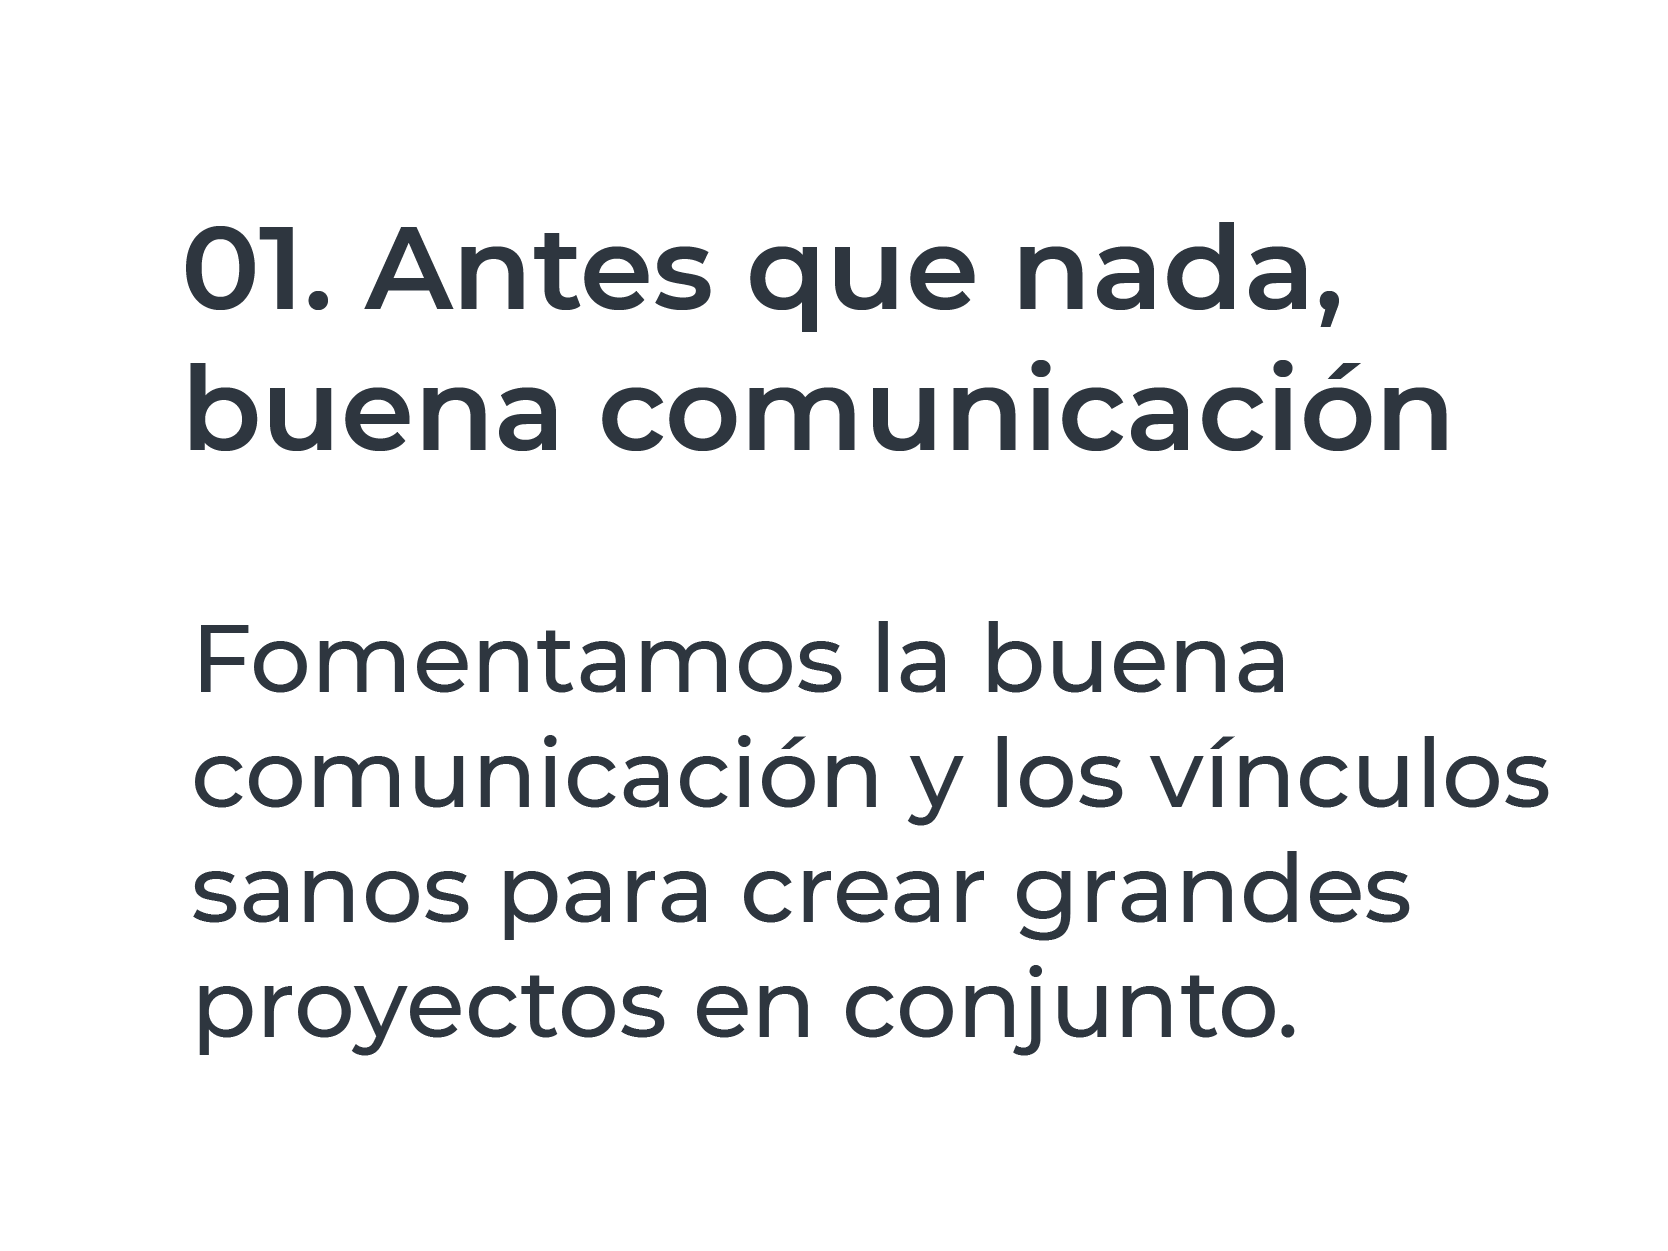 01. Antes que nada,
buena comunicación
Fomentamos la buena
comunicación y los vínculos
sanos para crear grandes
proyectos en conjunto.